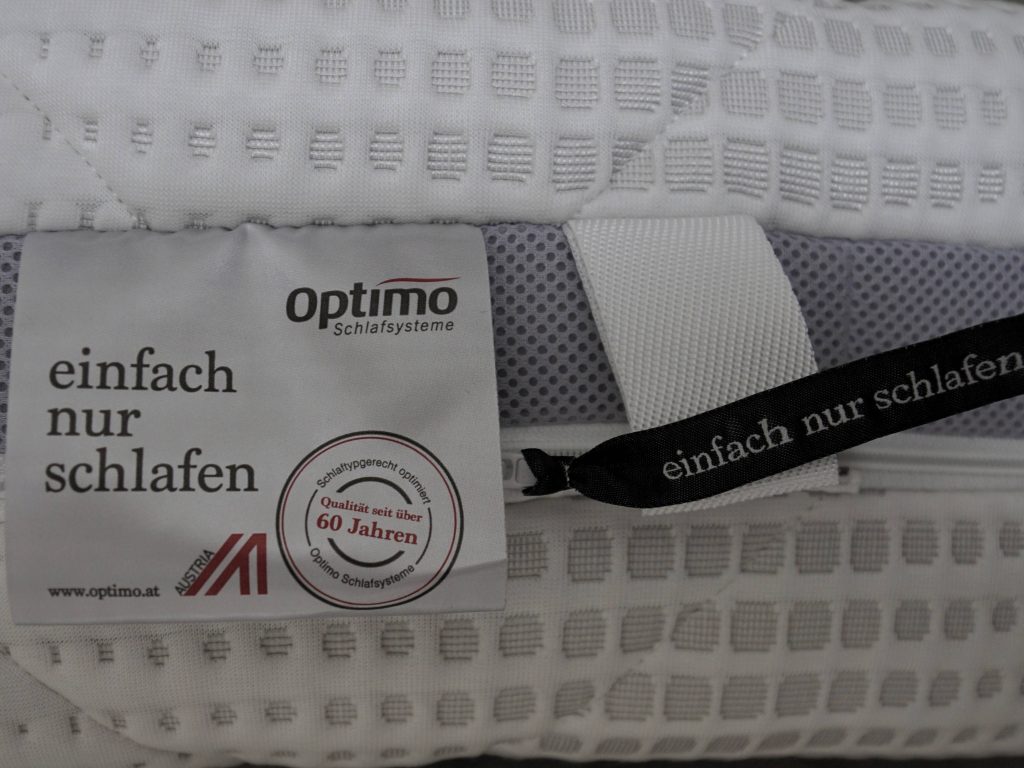 Optimo
Schlafsysteme
einfach
nur
schlafen
Schlaftypgerecht optimiert
Qualität seit über
60 Jahren
Optimo Schlafsysteme
www.optimo.at
AUSTRIA
einfach nur schlafen